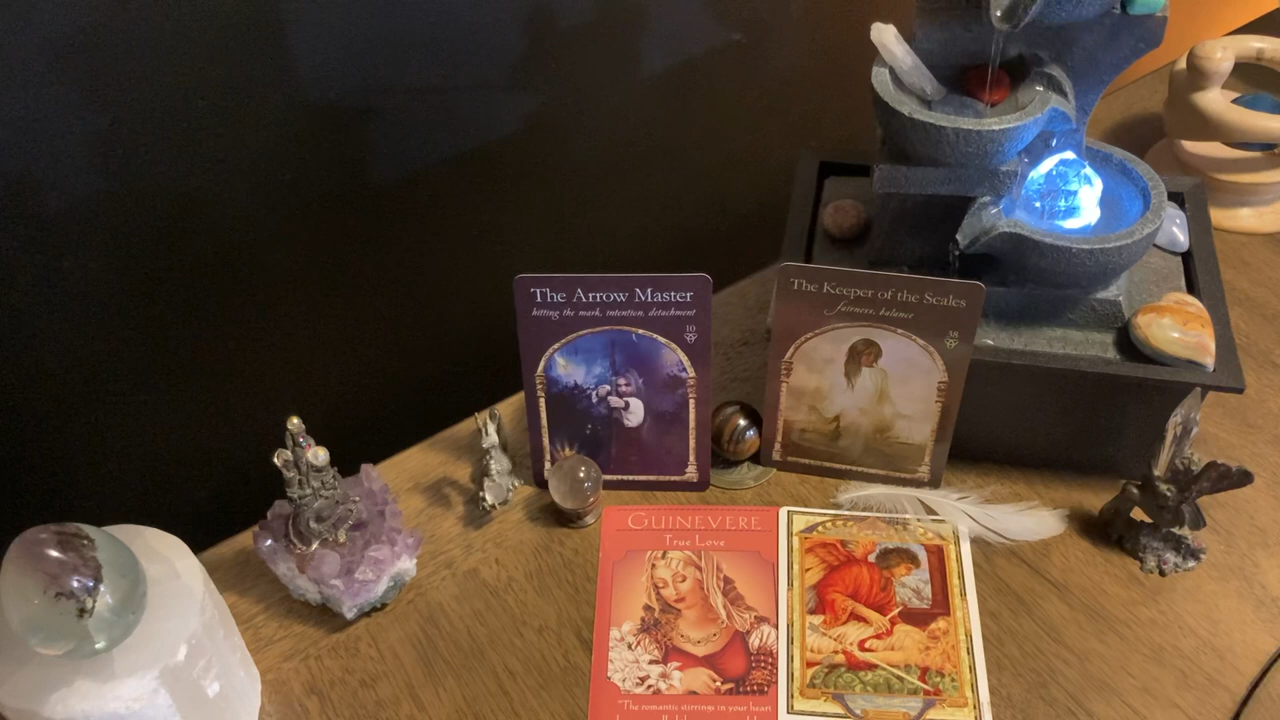 The Arrow Master
hitting the mark, intention, detachment
10
The Keeper of the Scales
fairness, balance
38
GUINEVERE
True Love
"The romantic stirrings in your heart